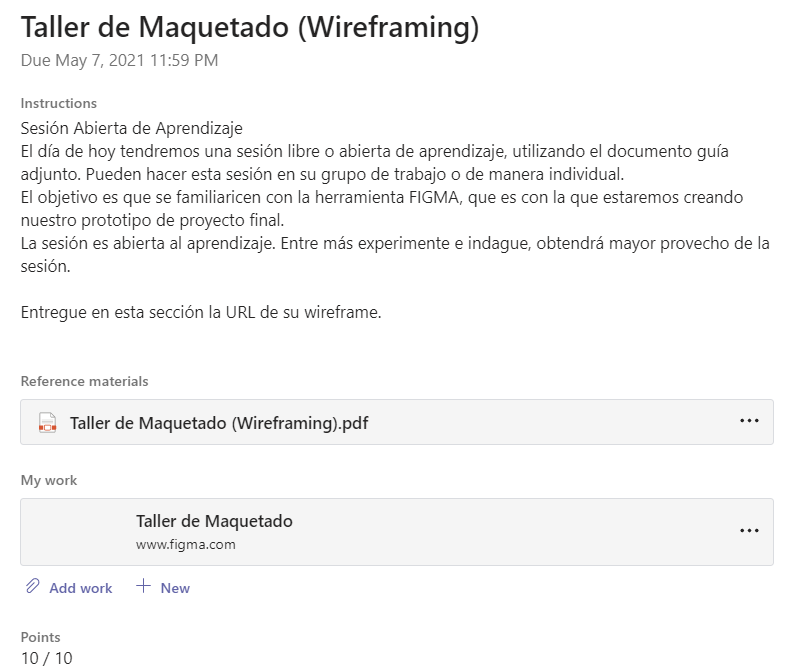 Taller de Maquetado (Wireframing)
Due May 7, 2021 11:59 PM
Instructions
Sesión Abierta de Aprendizaje
El día de hoy tendremos una sesión libre o abierta de aprendizaje, utilizando el documento guía
adjunto. Pueden hacer esta sesión en su grupo de trabajo o de manera individual.
El objetivo es que se familiaricen con la herramienta FIGMA, que es con la que estaremos creando
nuestro prototipo de proyecto final.
La sesión es abierta al aprendizaje. Entre más experimente e indague, obtendrá mayor provecho de la
sesión.
Entregue en esta sección la URL de su wireframe.
Reference materials
Taller de Maquetado (Wireframing).pdf
My work
Taller de Maquetado
www.figma.com
Add work New
Points
10 / 10